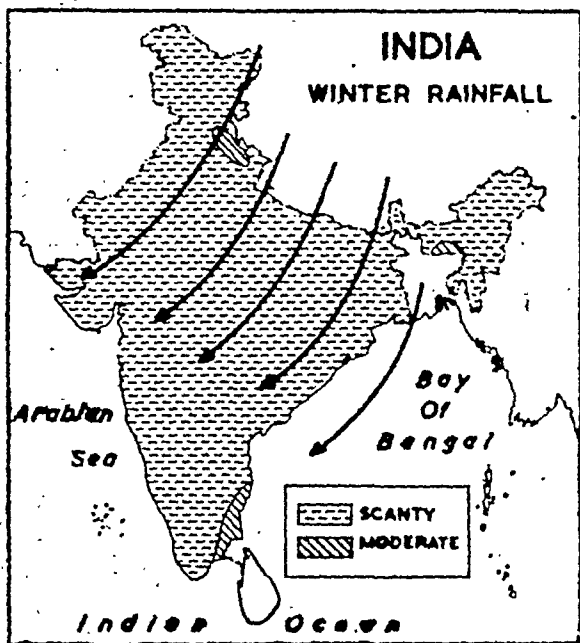 INDIA
WINTER RAINFALL
Arabian
Sea
Bay
Of
Bengal
SCANTY
MODERATE
Indian Ocean